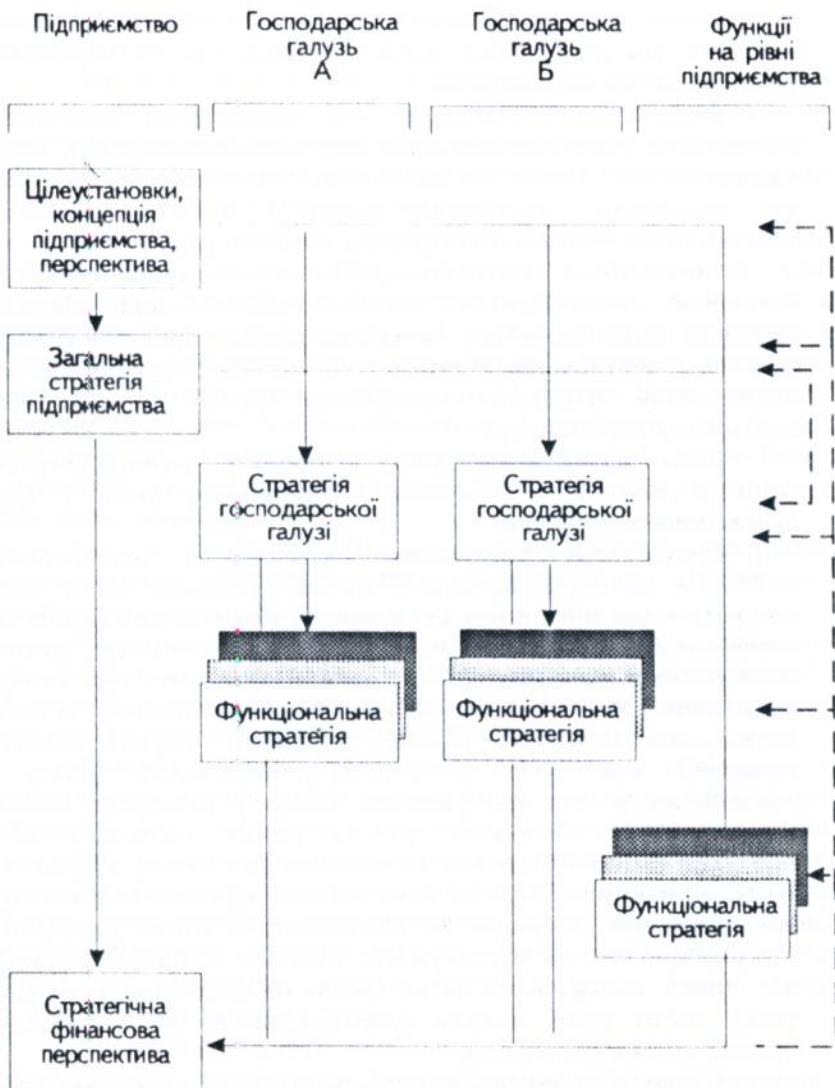 Підприємство
Господарська
галузь
А
Господарська
галузь
Б
Функції
на рівні
підприємства
Цілеустановки,
концепція
підприємства,
перспектива
Загальна
стратегія
підприємства
Стратегія
господарської
галузі
Стратегія
господарської
галузі
Функціональна
стратегія
Функціональна
стратегія
Функціональна
стратегія
Стратегічна
фінансова
перспектива